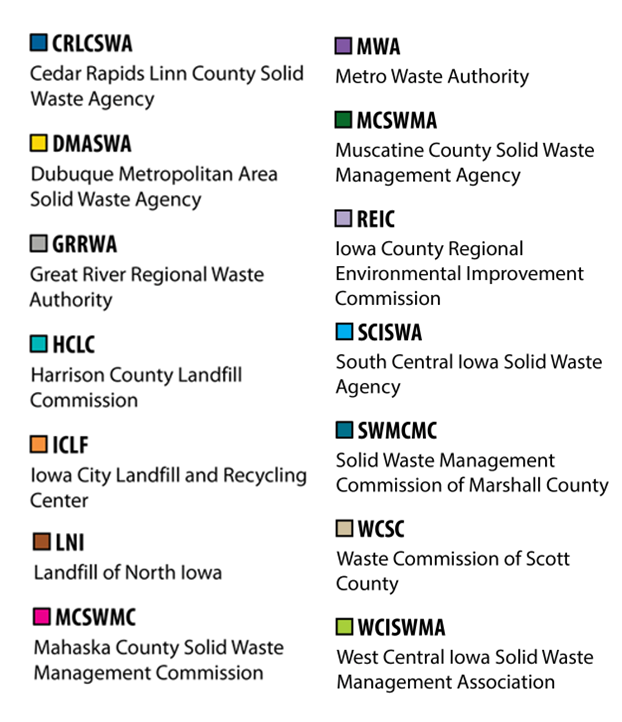 CRLCSWA
Cedar Rapids Linn County Solid
Waste Agency
DMASWA
Dubuque Metropolitan Area
Solid Waste Agency
GRRWA
Great River Regional Waste
Authority
HCLC
Harrison County Landfill
Commission
ICLF
Iowa City Landfill and Recycling
Center
LNI
Landfill of North Iowa
MCSWMC
Mahaska County Solid Waste
Management Commission
MWA
Metro Waste Authority
MCSWMA
Muscatine County Solid Waste
Management Agency
REIC
Iowa County Regional
Environmental Improvement
Commission
SCISWA
South Central Iowa Solid Waste
Agency
SWMCMC
Solid Waste Management
Commission of Marshall County
WCSC
Waste Commission of Scott
County
WCISWMA
West Central Iowa Solid Waste
Management Association